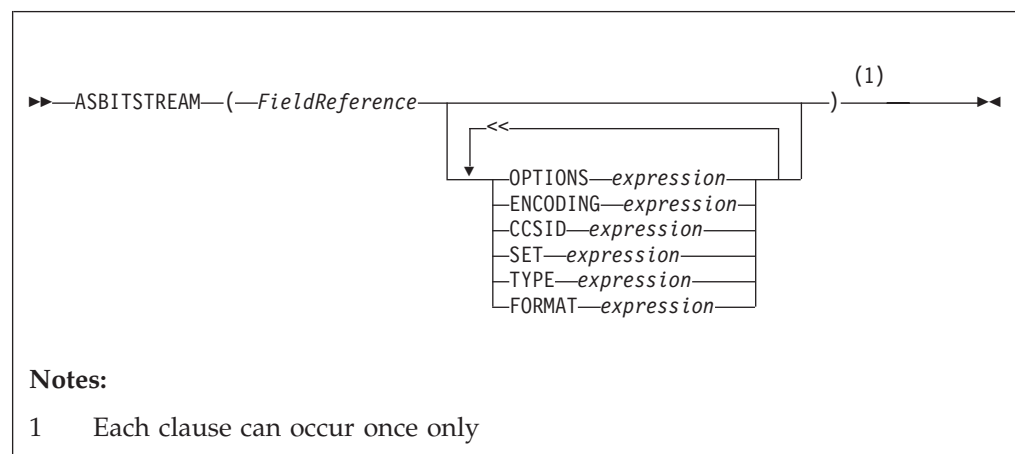 (1)
ASBITSTREAM ( FieldReference )
<<
OPTIONS expression
ENCODING expression
CCSID expression
SET expression
TYPE expression
FORMAT expression
Notes:
1 Each clause can occur once only